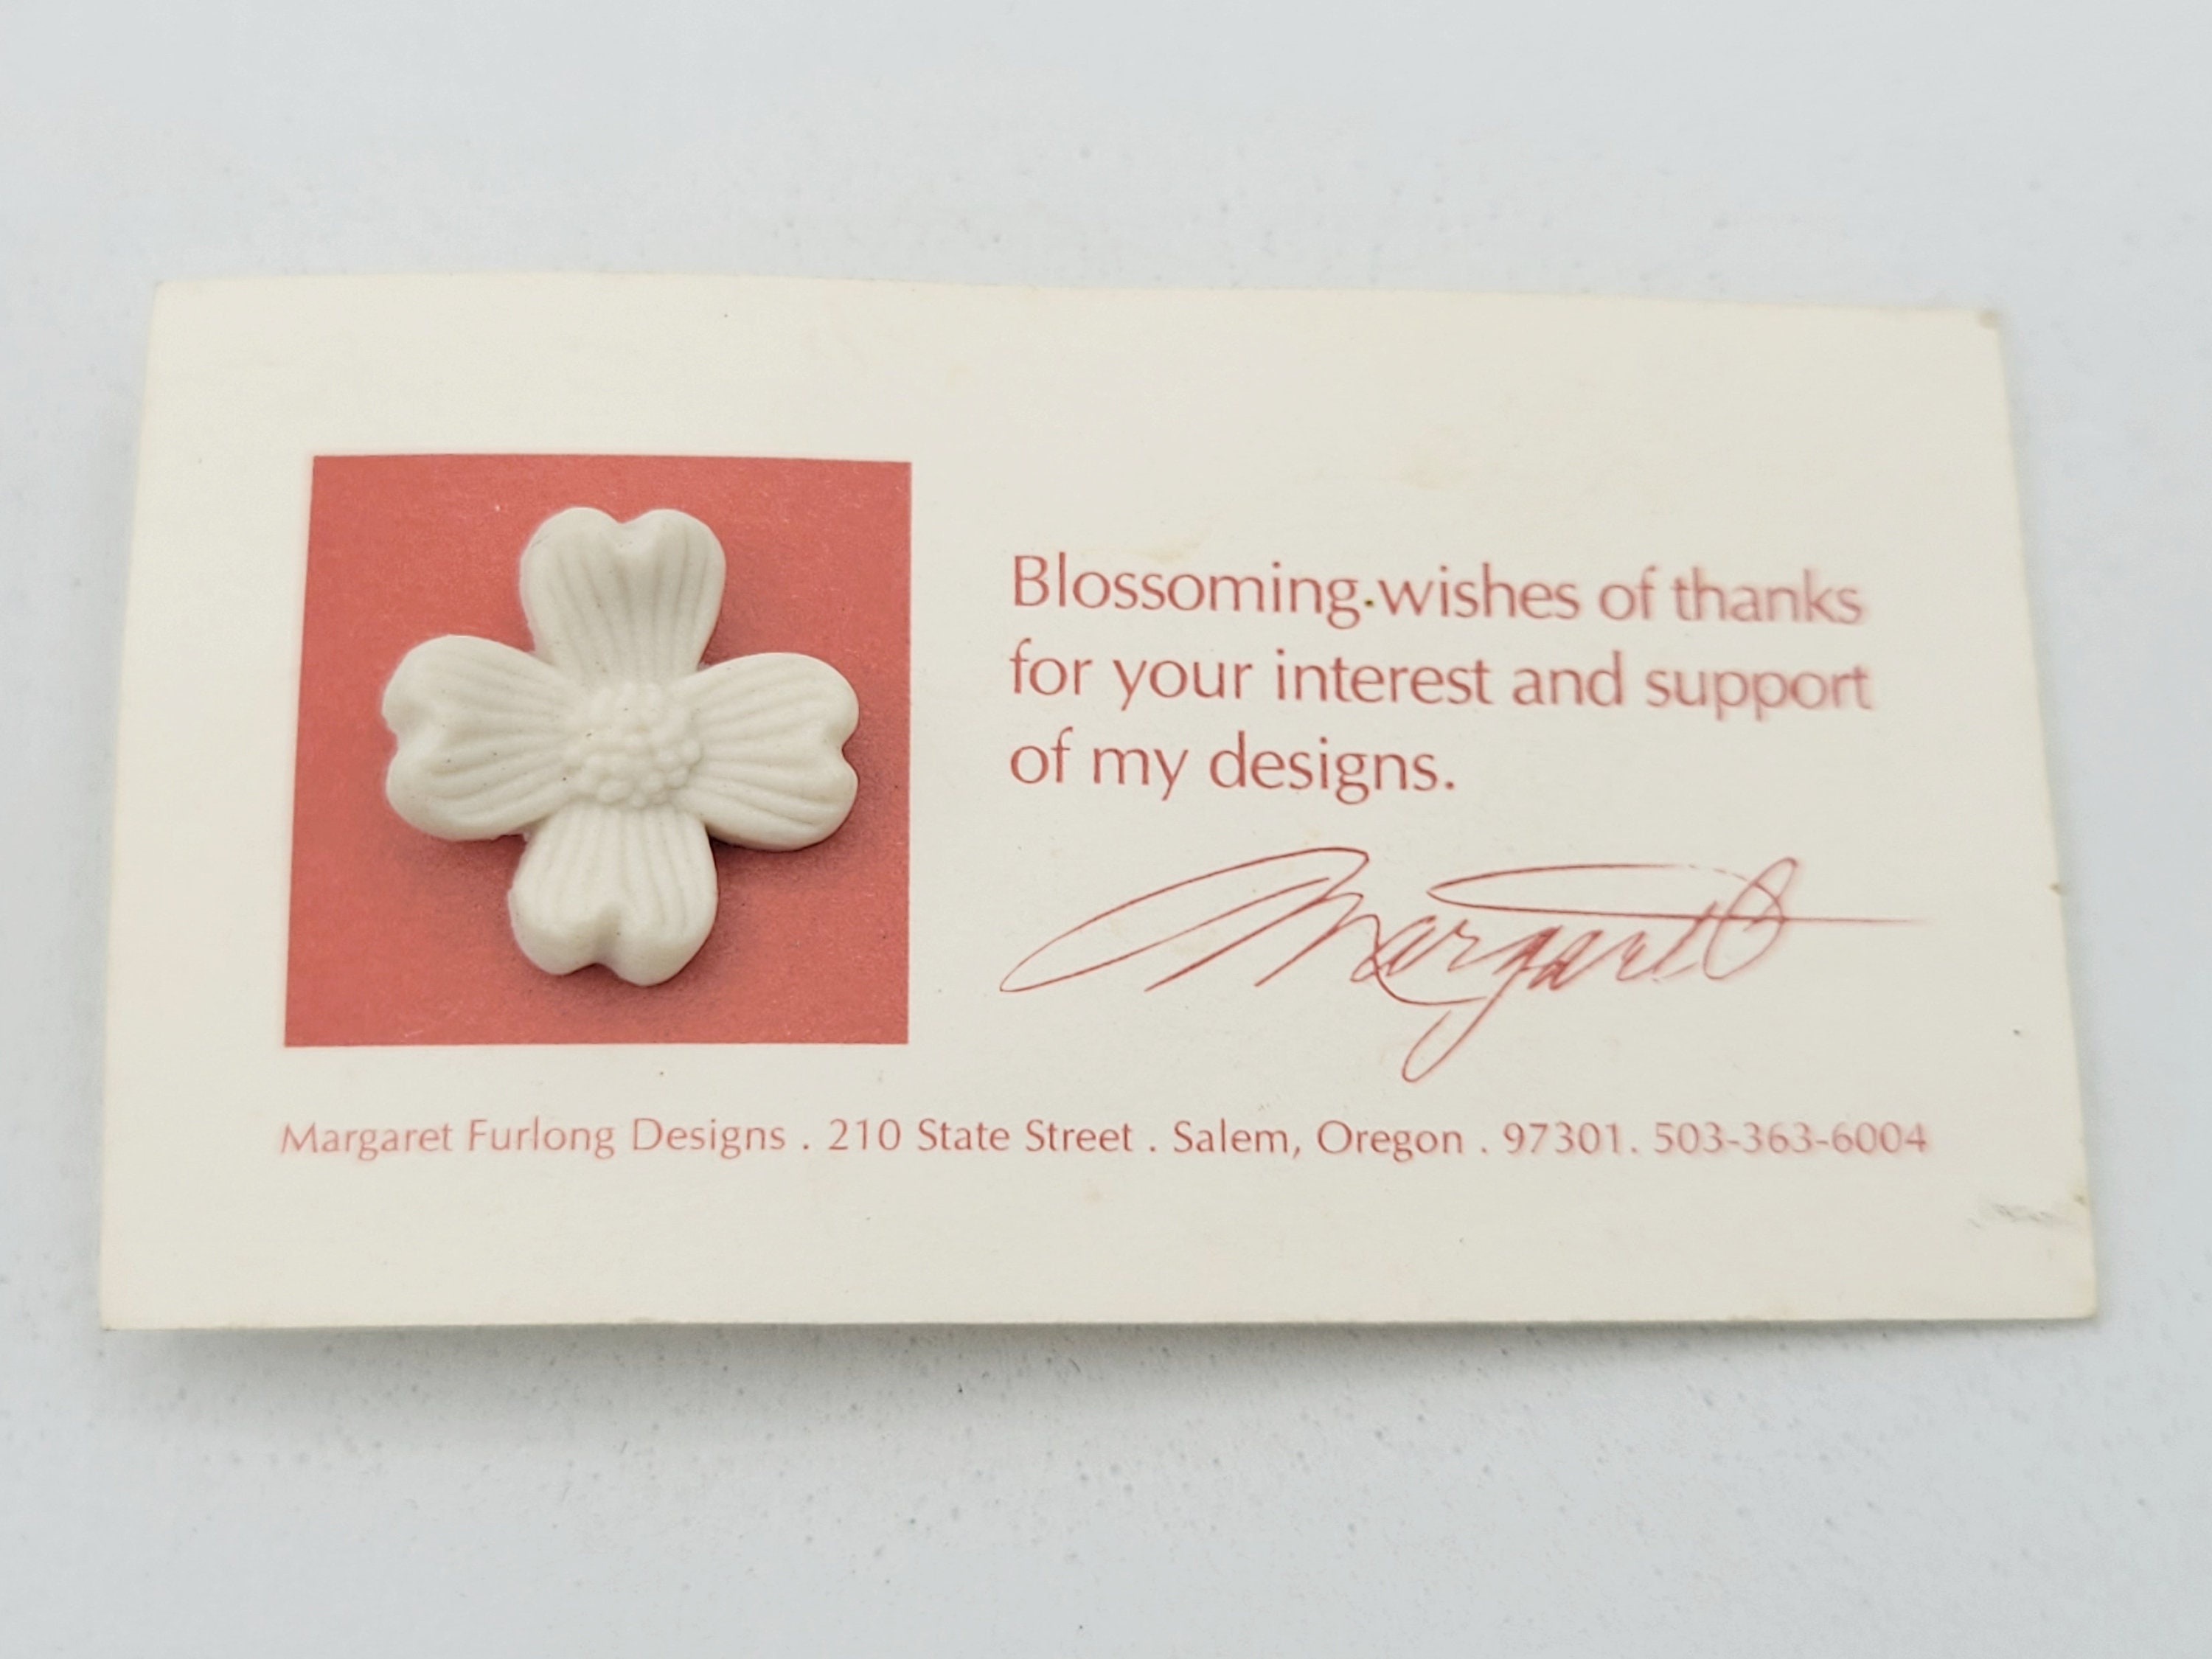 Blossoming wishes of thanks
for your interest and support
of my designs.
Margaret
Margaret Furlong Designs . 210 State Street . Salem, Oregon . 97301. 503-363-6004